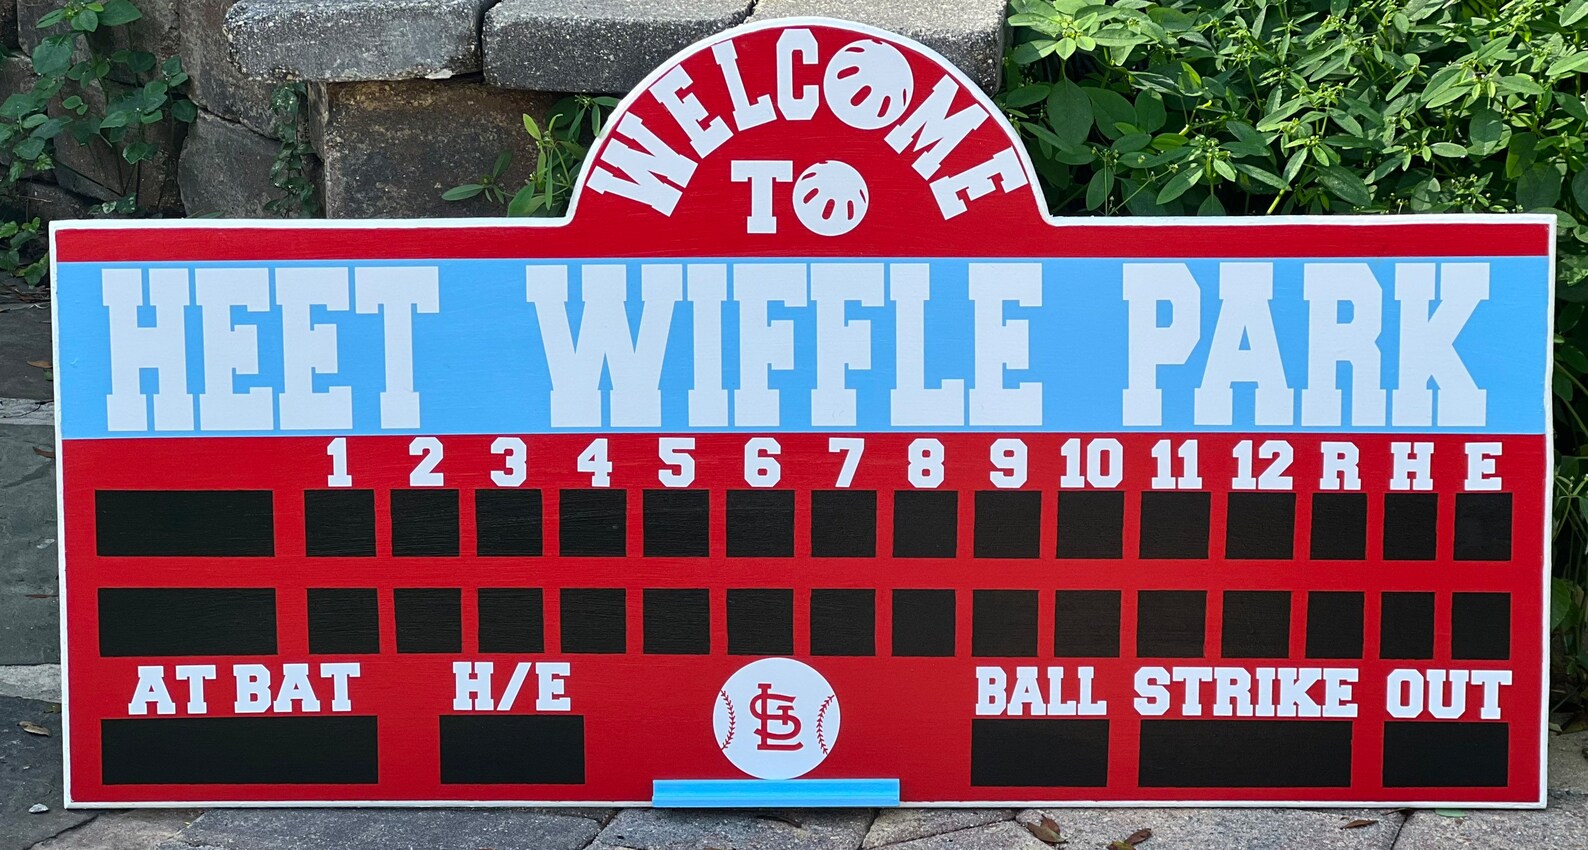 WELCOME
TO
HEET WIFFLE PARK
1 2 3 4 5 6 7 8 9 10 11 12 R H E
AT BAT H/E BALL STRIKE OUT
STL